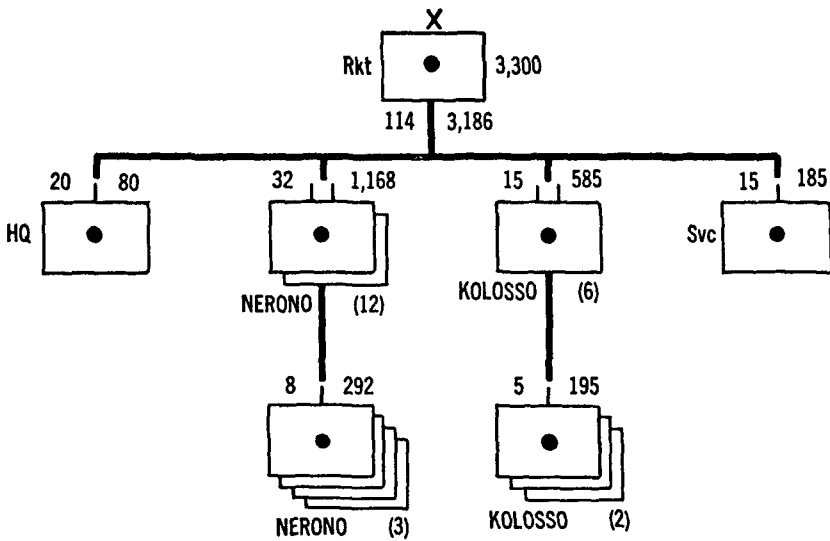 X
Rkt 3,300
114 3,186
20 80 32 1,168 15 585 15 185
HQ Svc
NERONO (12) KOLOSSO (6)
8 292 5 195
NERONO (3) KOLOSSO (2)